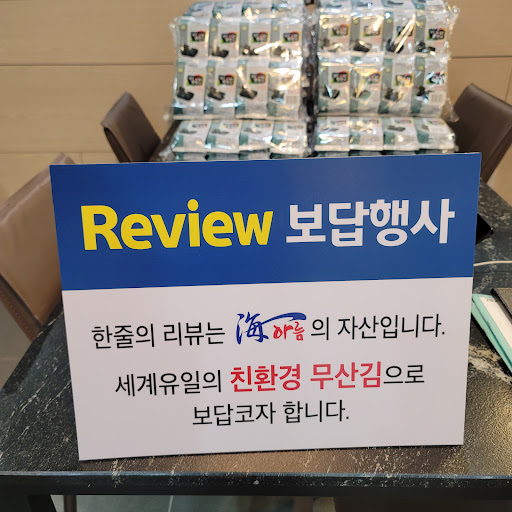 Review 보답행사
한줄의 리뷰는 海아름의 자산입니다.
세계유일의 친환경 무산김으로
보답코자 합니다.